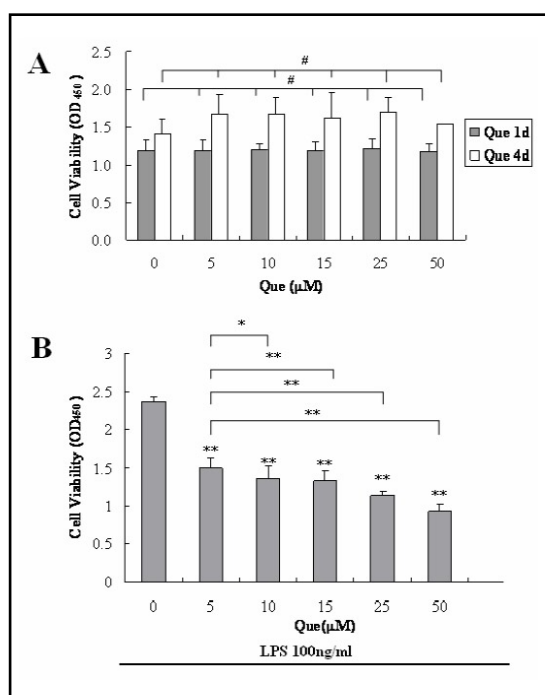 A
Cell Viability (OD 450)
2.5
2.0
1.5
1.0
0.5
0.0
#
#
Que 1d
Que 4d
0 5 10 15 25 50
Que (μM)
B
Cell Viability (OD450)
3
2.5
2
1.5
1
0.5
0
*
**
**
**
** ** ** ** **
0 5 10 15 25 50
Que(μM)
LPS 100ng/ml